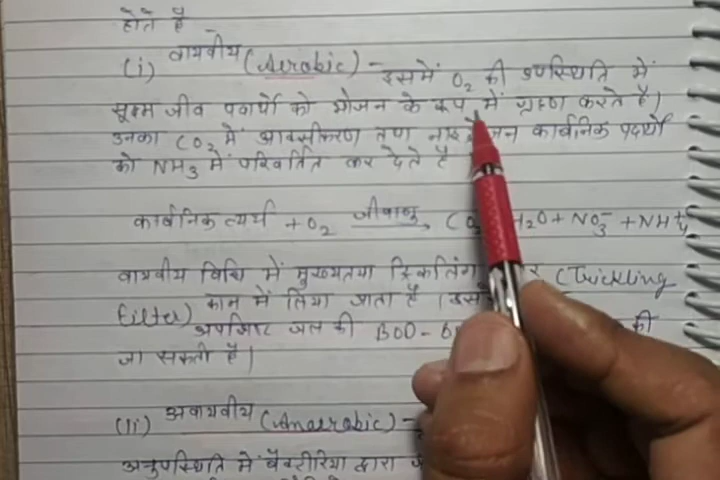 होते है
(i) वायवीय (Aerobic) - इसमें O₂ की उपस्थिति में
सूक्ष्म जीव पदार्थो को भोजन के रूप में ग्रहण करते है।
उनका CO₂ में आक्सीकरण तथा कार्बनिक पदार्थो
को NH₃ में परिवर्तित कर देते है
कार्बनिक व्यर्थ + O₂ जीवाणु → H₂O + NO₃⁻ + NH₄⁺
वायवीय विधि में मुख्यतया ट्रिकलिंग (Trickling
Filter) काम में लिया जाता है
अपशिष्ट जल की BOD - की
जा सकती है।
(ii) अवायवीय (Anaerobic) -
अनुपस्थिति में बैक्टीरिया द्वारा